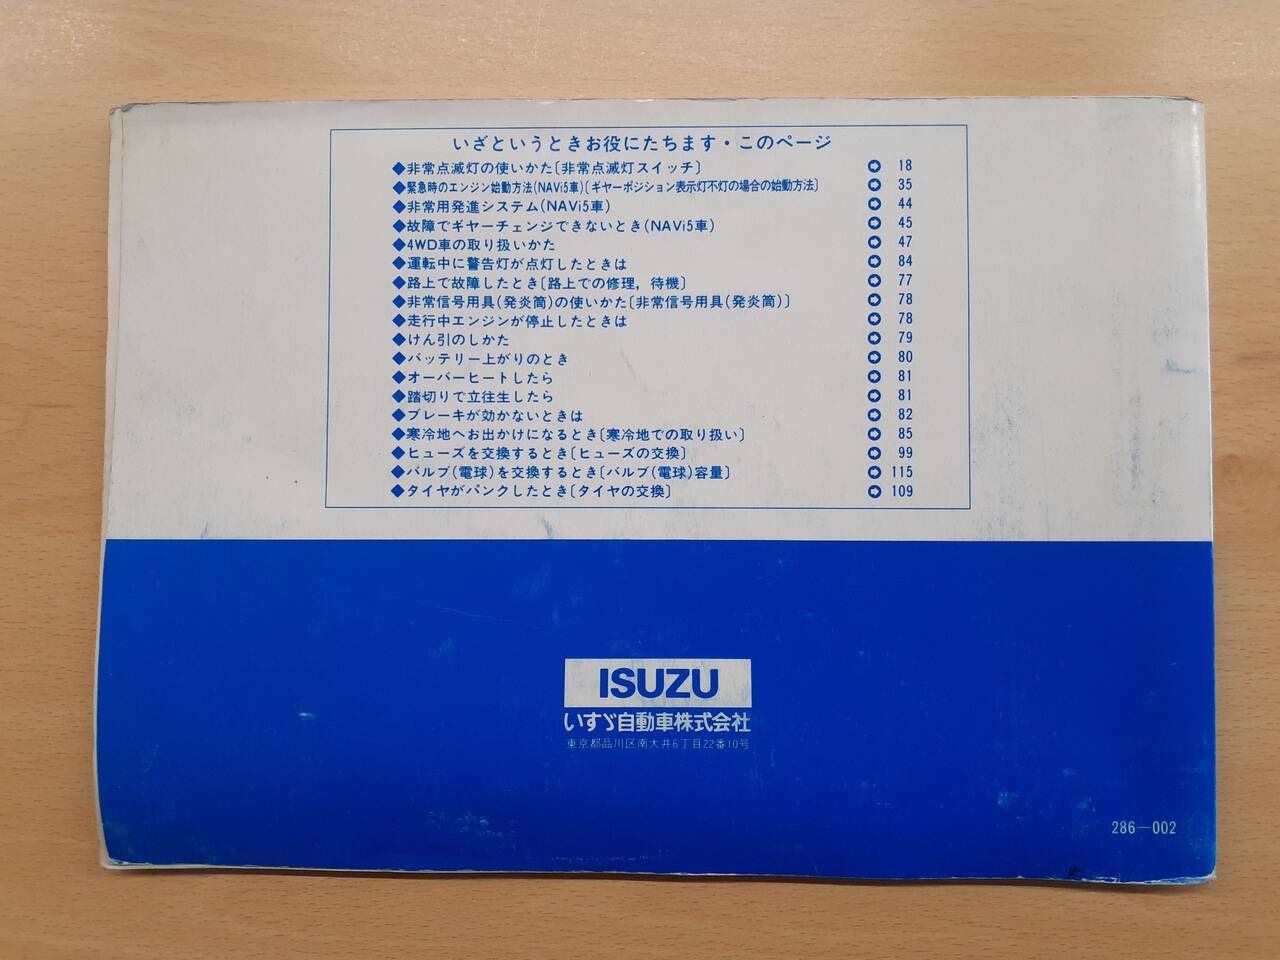 いざというときお役にたちます・このページ
◆非常点滅灯の使いかた〔非常点滅灯スイッチ〕 18
◆緊急時のエンジン始動方法(NAVi5車)〔ギヤーポジション表示灯不灯の場合の始動方法〕 35
◆非常用発進システム(NAVi5車) 44
◆故障でギヤーチェンジできないとき(NAVi5車) 45
◆4WD車の取り扱いかた 47
◆運転中に警告灯が点灯したときは 84
◆路上で故障したとき〔路上での修理，待機〕 77
◆非常信号用具(発炎筒)の使いかた〔非常信号用具(発炎筒)〕 78
◆走行中エンジンが停止したときは 78
◆けん引のしかた 79
◆バッテリー上がりのとき 80
◆オーバーヒートしたら 81
◆踏切りで立往生したら 81
◆ブレーキが効かないときは 82
◆寒冷地へお出かけになるとき〔寒冷地での取り扱い〕 85
◆ヒューズを交換するとき〔ヒューズの交換〕 99
◆バルブ(電球)を交換するとき〔バルブ(電球)容量〕 115
◆タイヤがパンクしたとき〔タイヤの交換〕 109
ISUZU
いすゞ自動車株式会社
東京都品川区南大井6丁目22番10号
286-002